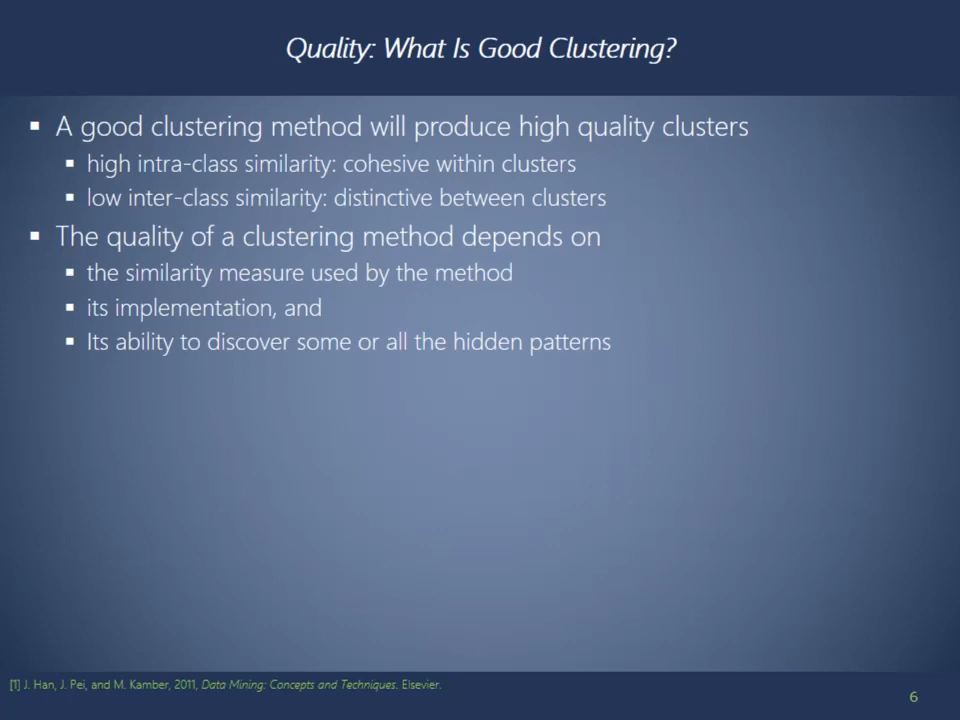 Quality: What Is Good Clustering?
▪ A good clustering method will produce high quality clusters
▪ high intra-class similarity: cohesive within clusters
▪ low inter-class similarity: distinctive between clusters
▪ The quality of a clustering method depends on
▪ the similarity measure used by the method
▪ its implementation, and
▪ Its ability to discover some or all the hidden patterns
[1] J. Han, J. Pei, and M. Kamber, 2011, Data Mining: Concepts and Techniques. Elsevier.
6